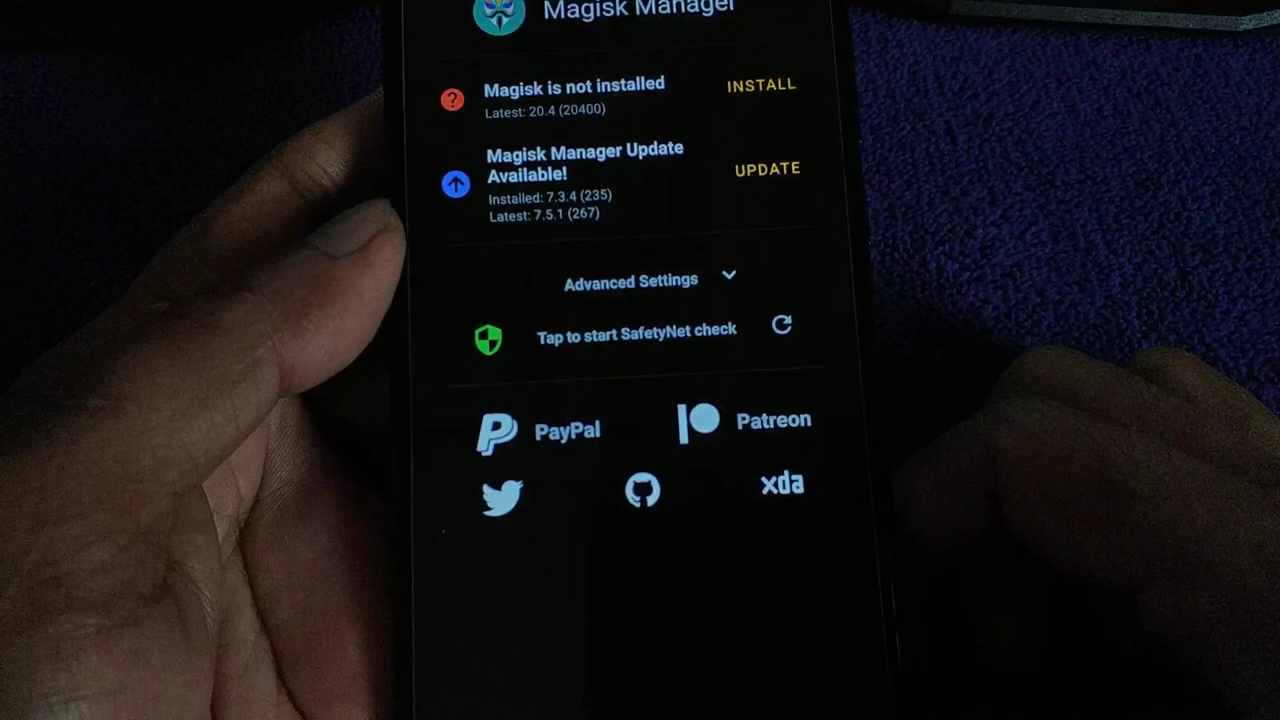 Magisk Manager
Magisk is not installed
INSTALL
Latest: 20.4 (20400)
Magisk Manager Update
Available!
UPDATE
Installed: 7.3.4 (235)
Latest: 7.5.1 (267)
Advanced Settings
Tap to start SafetyNet check
PayPal
Patreon
xda